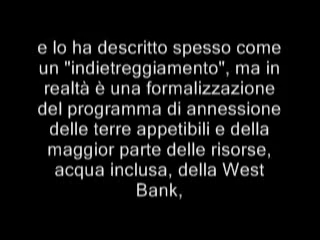 e lo ha descritto spesso come
un "indietreggiamento", ma in
realtà è una formalizzazione
del programma di annessione
delle terre appetibili e della
maggior parte delle risorse,
acqua inclusa, della West
Bank,